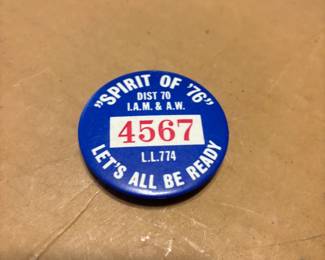 "SPIRIT OF '76"
DIST 70
I.A.M. & A.W.
4567
L.L.774
LET'S ALL BE READY